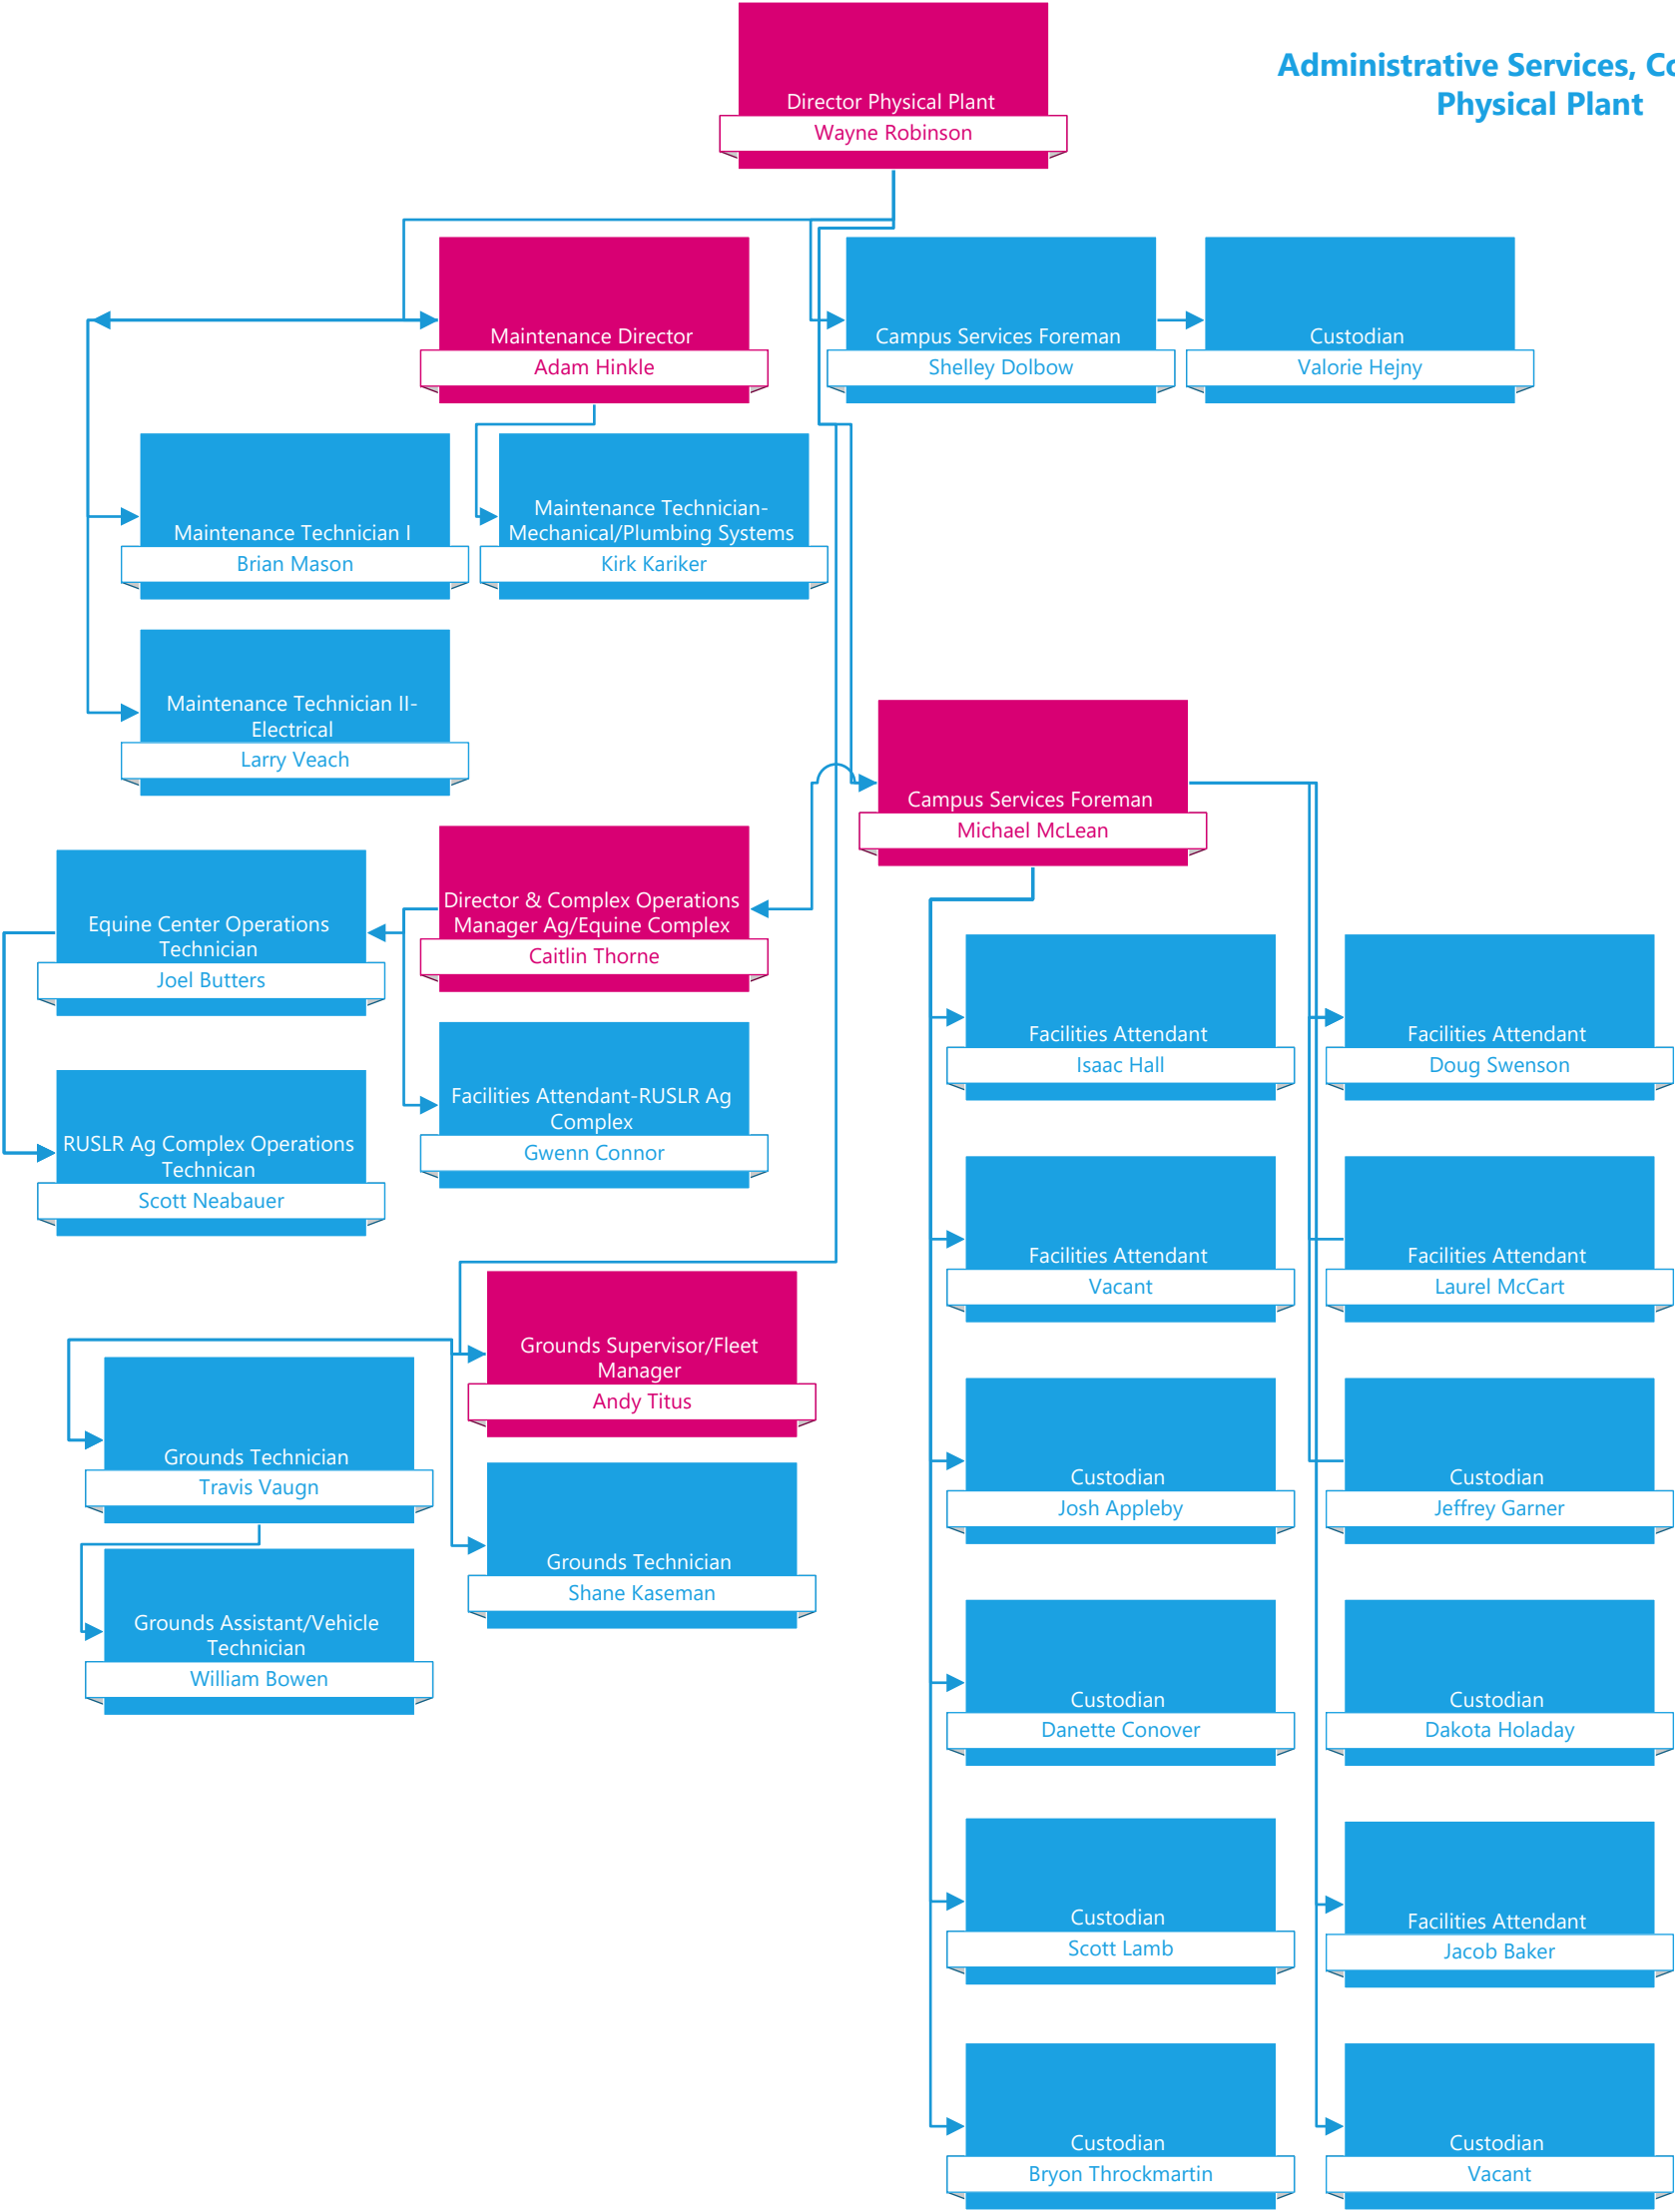 Administrative Services, Co
Physical Plant
Director Physical Plant
Wayne Robinson
Maintenance Director
Adam Hinkle
Campus Services Foreman
Shelley Dolbow
Custodian
Valorie Hejny
Maintenance Technician I
Brian Mason
Maintenance Technician-
Mechanical/Plumbing Systems
Kirk Kariker
Maintenance Technician II-
Electrical
Larry Veach
Campus Services Foreman
Michael McLean
Equine Center Operations
Technician
Joel Butters
Director & Complex Operations
Manager Ag/Equine Complex
Caitlin Thorne
Facilities Attendant
Isaac Hall
Facilities Attendant
Doug Swenson
RUSLR Ag Complex Operations
Technican
Scott Neabauer
Facilities Attendant-RUSLR Ag
Complex
Gwenn Connor
Facilities Attendant
Vacant
Facilities Attendant
Laurel McCart
Grounds Supervisor/Fleet
Manager
Andy Titus
Grounds Technician
Travis Vaugn
Custodian
Josh Appleby
Custodian
Jeffrey Garner
Grounds Technician
Shane Kaseman
Grounds Assistant/Vehicle
Technician
William Bowen
Custodian
Danette Conover
Custodian
Dakota Holaday
Custodian
Scott Lamb
Facilities Attendant
Jacob Baker
Custodian
Bryon Throckmartin
Custodian
Vacant